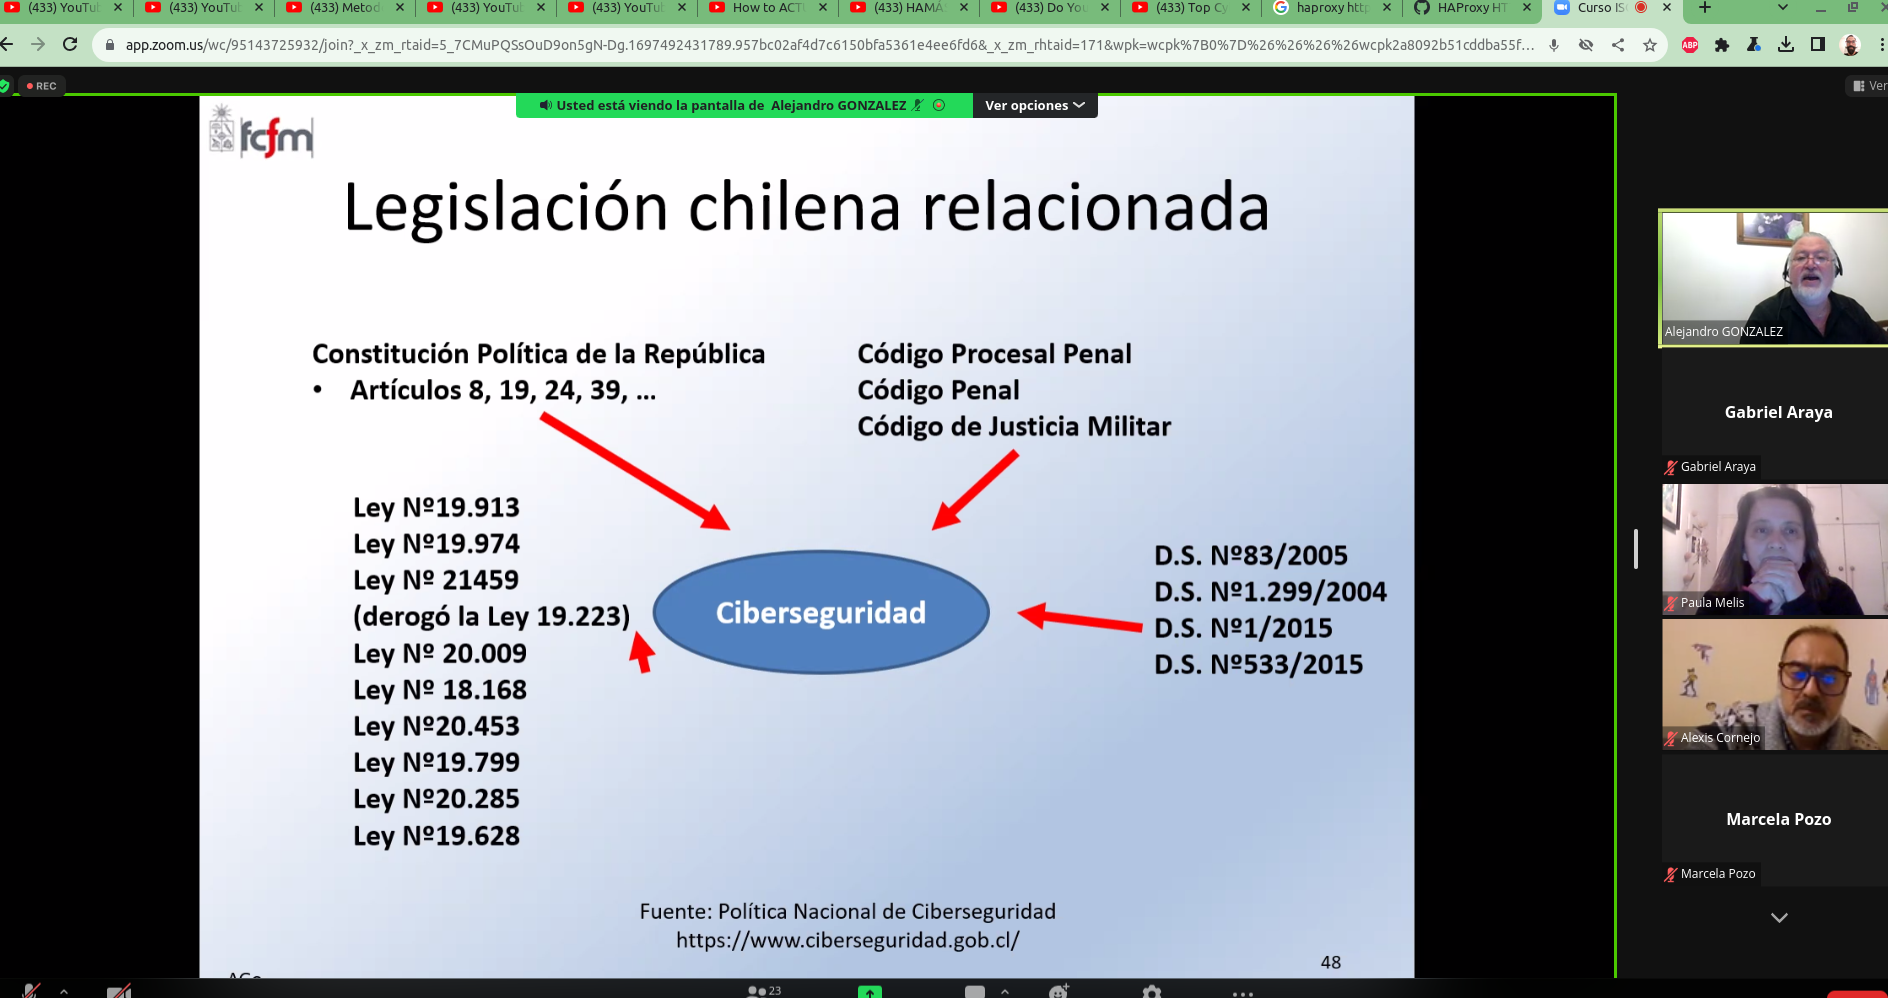 (433) YouTu
(433) YouTu
(433) Metod
(433) YouTu
(433) YouTu
How to ACT
(433) HAMÁ
(433) Do You
(433) Top Cy
haproxy http
HAProxy HT
Curso IS
app.zoom.us/wc/95143725932/join?_x_zm_rtaid=5_7CMuPQSsOuD9on5gN-Dg.1697492431789.957bc02af4d7c6150bfa5361e4ee6fd6&_x_zm_rhtaid=171&wpk=wcpk%7B0%7D%26%26%26%26wcpk2a8092b51cddba55f...
ABP
REC
Usted está viendo la pantalla de Alejandro GONZALEZ
Ver opciones
Ver
fcfm
Legislación chilena relacionada
Constitución Política de la República
• Artículos 8, 19, 24, 39, ...
Código Procesal Penal
Código Penal
Código de Justicia Militar
Ley Nº19.913
Ley Nº19.974
Ley Nº 21459
(derogó la Ley 19.223)
Ley Nº 20.009
Ley Nº 18.168
Ley Nº20.453
Ley Nº19.799
Ley Nº20.285
Ley Nº19.628
Ciberseguridad
D.S. Nº83/2005
D.S. Nº1.299/2004
D.S. Nº1/2015
D.S. Nº533/2015
Fuente: Política Nacional de Ciberseguridad
https://www.ciberseguridad.gob.cl/
48
Alejandro GONZALEZ
Gabriel Araya
Gabriel Araya
Paula Melis
Alexis Cornejo
Marcela Pozo
Marcela Pozo
23